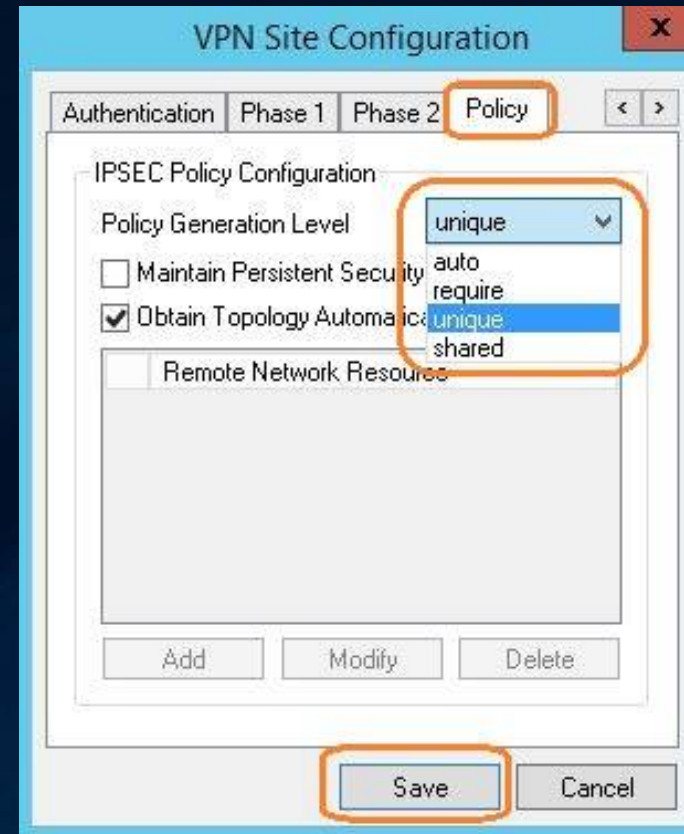 VPN Site Configuration
x
Authentication Phase 1 Phase 2 Policy < >
IPSEC Policy Configuration
Policy Generation Level unique
auto
Maintain Persistent Security
require
Obtain Topology Automatica
unique
shared
Remote Network Resource
Add Modify Delete
Save Cancel